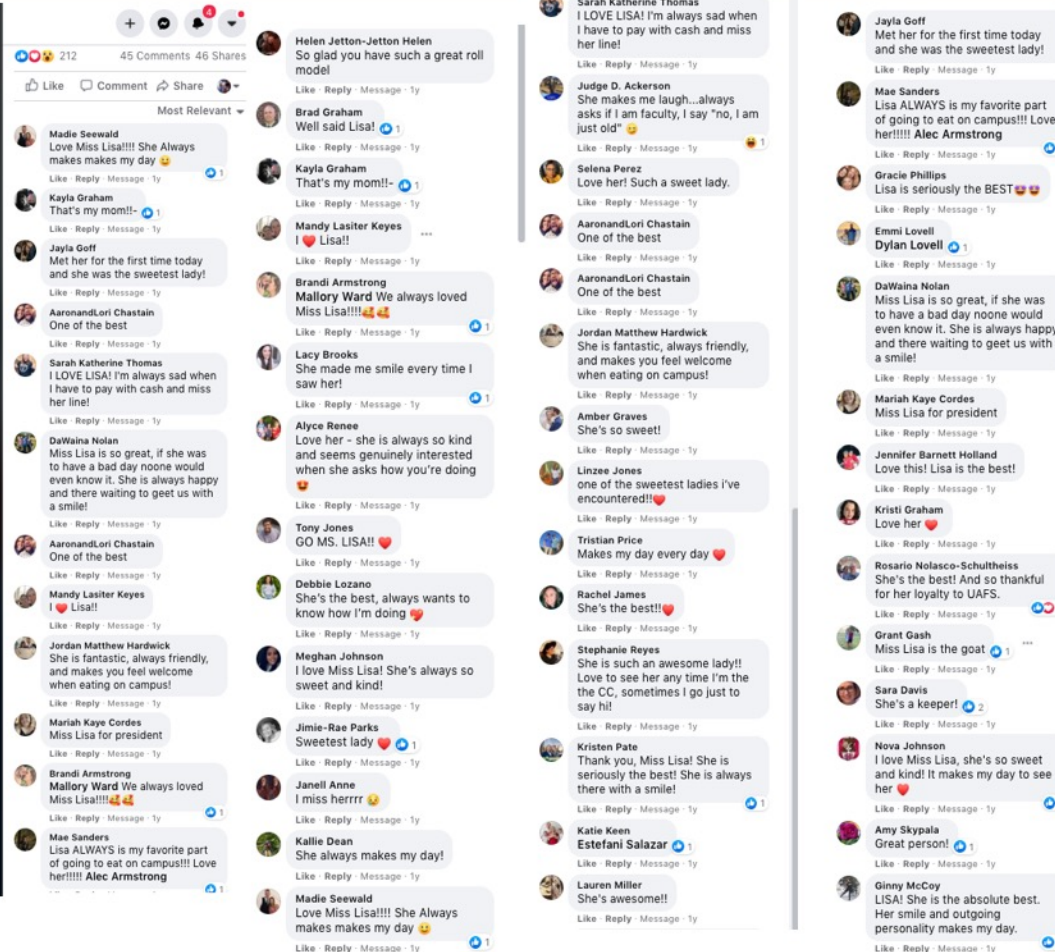 4
212
45 Comments 46 Shares
Like Comment Share
Most Relevant
Madie Seewald
Love Miss Lisa!!!! She Always
makes makes my day 😀
1
Like · Reply · Message · 1y
Kayla Graham
That's my mom!!- 1
Like · Reply · Message · 1y
Jayla Goff
Met her for the first time today
and she was the sweetest lady!
Like · Reply · Message · 1y
AaronandLori Chastain
One of the best
Like · Reply · Message · 1y
Sarah Katherine Thomas
I LOVE LISA! I'm always sad when
I have to pay with cash and miss
her line!
Like · Reply · Message · 1y
DaWaina Nolan
Miss Lisa is so great, if she was
to have a bad day noone would
even know it. She is always happy
and there waiting to geet us with
a smile!
Like · Reply · Message · 1y
AaronandLori Chastain
One of the best
Like · Reply · Message · 1y
Mandy Lasiter Keyes
I ❤️ Lisa!!
Like · Reply · Message · 1y
Jordan Matthew Hardwick
She is fantastic, always friendly,
and makes you feel welcome
when eating on campus!
Like · Reply · Message · 1y
Mariah Kaye Cordes
Miss Lisa for president
Like · Reply · Message · 1y
Brandi Armstrong
Mallory Ward We always loved
Miss Lisa!!!!🥰🥰
1
Like · Reply · Message · 1y
Mae Sanders
Lisa ALWAYS is my favorite part
of going to eat on campus!!! Love
her!!!!! Alec Armstrong
1
Helen Jetton-Jetton Helen
So glad you have such a great roll
model
Like · Reply · Message · 1y
Brad Graham
Well said Lisa! 1
Like · Reply · Message · 1y
Kayla Graham
That's my mom!!- 1
Like · Reply · Message · 1y
Mandy Lasiter Keyes
I ❤️ Lisa!!
Like · Reply · Message · 1y
Brandi Armstrong
Mallory Ward We always loved
Miss Lisa!!!!🥰🥰
1
Like · Reply · Message · 1y
Lacy Brooks
She made me smile every time I
saw her!
1
Like · Reply · Message · 1y
Alyce Renee
Love her - she is always so kind
and seems genuinely interested
when she asks how you're doing
😍
Like · Reply · Message · 1y
Tony Jones
GO MS. LISA!! ❤️
Like · Reply · Message · 1y
Debbie Lozano
She's the best, always wants to
know how I'm doing 💖
Like · Reply · Message · 1y
Meghan Johnson
I love Miss Lisa! She's always so
sweet and kind!
Like · Reply · Message · 1y
Jimie-Rae Parks
Sweetest lady ❤️ 1
Like · Reply · Message · 1y
Janell Anne
I miss herrrr 😢
Like · Reply · Message · 1y
Kallie Dean
She always makes my day!
Like · Reply · Message · 1y
Madie Seewald
Love Miss Lisa!!!! She Always
makes makes my day 😀
1
Like · Reply · Message · 1y
Sarah Katherine Thomas
I LOVE LISA! I'm always sad when
I have to pay with cash and miss
her line!
Like · Reply · Message · 1y
Judge D. Ackerson
She makes me laugh...always
asks if I am faculty, I say "no, I am
just old" 😊
1
Like · Reply · Message · 1y
Selena Perez
Love her! Such a sweet lady.
Like · Reply · Message · 1y
AaronandLori Chastain
One of the best
Like · Reply · Message · 1y
AaronandLori Chastain
One of the best
Like · Reply · Message · 1y
Jordan Matthew Hardwick
She is fantastic, always friendly,
and makes you feel welcome
when eating on campus!
Like · Reply · Message · 1y
Amber Graves
She's so sweet!
Like · Reply · Message · 1y
Linzee Jones
one of the sweetest ladies i've
encountered!!❤️
Like · Reply · Message · 1y
Tristian Price
Makes my day every day ❤️
Like · Reply · Message · 1y
Rachel James
She's the best!!❤️
Like · Reply · Message · 1y
Stephanie Reyes
She is such an awesome lady!!
Love to see her any time I'm the
the CC, sometimes I go just to
say hi!
Like · Reply · Message · 1y
Kristen Pate
Thank you, Miss Lisa! She is
seriously the best! She is always
there with a smile!
1
Like · Reply · Message · 1y
Katie Keen
Estefani Salazar 1
Like · Reply · Message · 1y
Lauren Miller
She's awesome!!
Like · Reply · Message · 1y
Jayla Goff
Met her for the first time today
and she was the sweetest lady!
Like · Reply · Message · 1y
Mae Sanders
Lisa ALWAYS is my favorite part
of going to eat on campus!!! Love
her!!!!! Alec Armstrong
Like · Reply · Message · 1y
Gracie Phillips
Lisa is seriously the BEST😍😍
Like · Reply · Message · 1y
Emmi Lovell
Dylan Lovell 1
Like · Reply · Message · 1y
DaWaina Nolan
Miss Lisa is so great, if she was
to have a bad day noone would
even know it. She is always happy
and there waiting to geet us with
a smile!
Like · Reply · Message · 1y
Mariah Kaye Cordes
Miss Lisa for president
Like · Reply · Message · 1y
Jennifer Barnett Holland
Love this! Lisa is the best!
Like · Reply · Message · 1y
Kristi Graham
Love her ❤️
Like · Reply · Message · 1y
Rosario Nolasco-Schultheiss
She's the best! And so thankful
for her loyalty to UAFS.
Like · Reply · Message · 1y
Grant Gash
Miss Lisa is the goat 1
Like · Reply · Message · 1y
Sara Davis
She's a keeper! 2
Like · Reply · Message · 1y
Nova Johnson
I love Miss Lisa, she's so sweet
and kind! It makes my day to see
her ❤️
Like · Reply · Message · 1y
Amy Skypala
Great person! 1
Like · Reply · Message · 1y
Ginny McCoy
LISA! She is the absolute best.
Her smile and outgoing
personality makes my day.
Like · Reply · Message · 1y